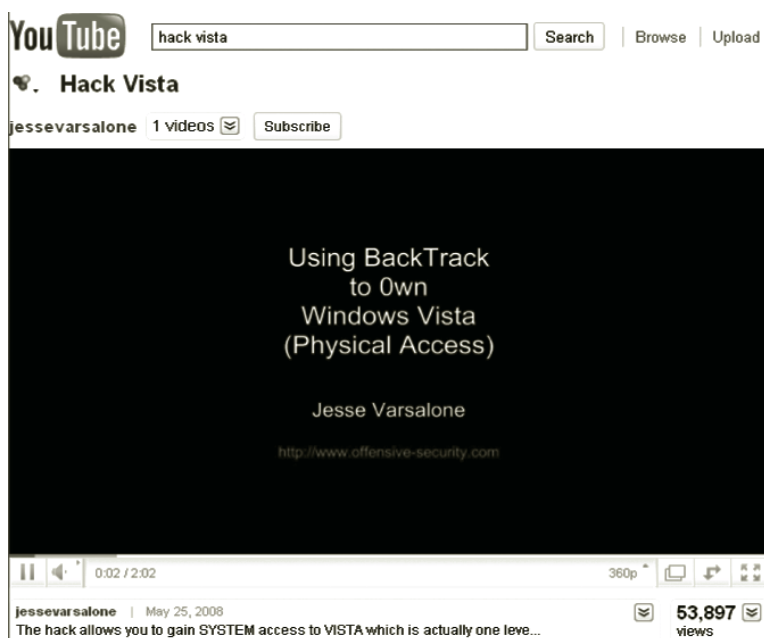 YouTube hack vista Search Browse Upload
Hack Vista
jessevarsalone 1 videos Subscribe
Using BackTrack
to 0wn
Windows Vista
(Physical Access)
Jesse Varsalone
http://www.offensive-security.com
0:02 / 2:02 360p
jessevarsalone | May 25, 2008 53,897
The hack allows you to gain SYSTEM access to VISTA which is actually one leve... views